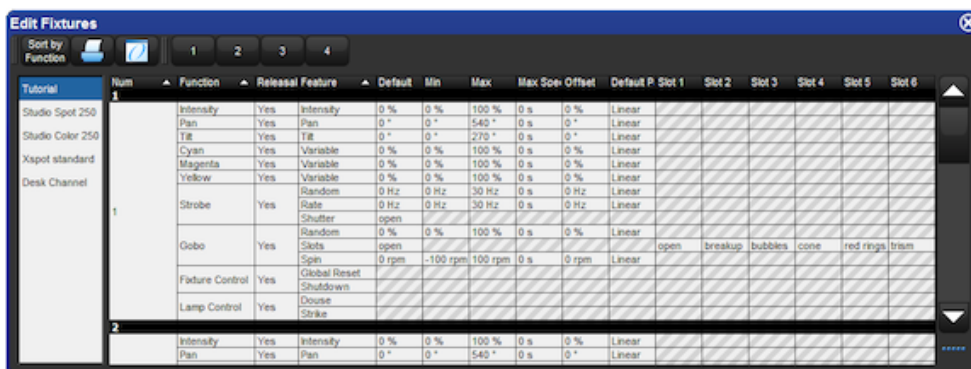 Edit Fixtures
Sort by Function 1 2 3 4
Tutorial
Studio Spot 250
Studio Color 250
Xspot standard
Desk Channel
Num Function Releasal Feature Default Min Max Max Spe Offset Default P Slot 1 Slot 2 Slot 3 Slot 4 Slot 5 Slot 6
1
1
Intensity Yes Intensity 0 % 0 % 100 % 0 s 0 % Linear
Pan Yes Pan 0 ° 0 ° 540 ° 0 s 0 ° Linear
Tilt Yes Tilt 0 ° 0 ° 270 ° 0 s 0 ° Linear
Cyan Yes Variable 0 % 0 % 100 % 0 s 0 % Linear
Magenta Yes Variable 0 % 0 % 100 % 0 s 0 % Linear
Yellow Yes Variable 0 % 0 % 100 % 0 s 0 % Linear
Strobe Yes
Random 0 Hz 0 Hz 30 Hz 0 s 0 Hz Linear
Rate 0 Hz 0 Hz 30 Hz 0 s 0 Hz Linear
Shutter open
Gobo Yes
Random 0 % 0 % 100 % 0 s 0 % Linear
Slots open open breakup bubbles cone red rings trism
Spin 0 rpm -100 rpm 100 rpm 0 s 0 rpm Linear
Fixture Control Yes
Global Reset
Shutdown
Lamp Control Yes
Douse
Strike
2
Intensity Yes Intensity 0 % 0 % 100 % 0 s 0 % Linear
Pan Yes Pan 0 ° 0 ° 540 ° 0 s 0 ° Linear